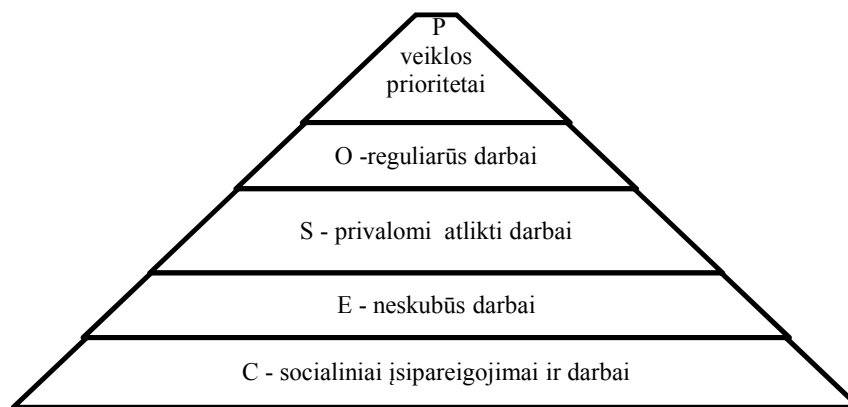 P
veiklos
prioritetai
O -reguliarūs darbai
S - privalomi atlikti darbai
E - neskubūs darbai
C - socialiniai įsipareigojimai ir darbai